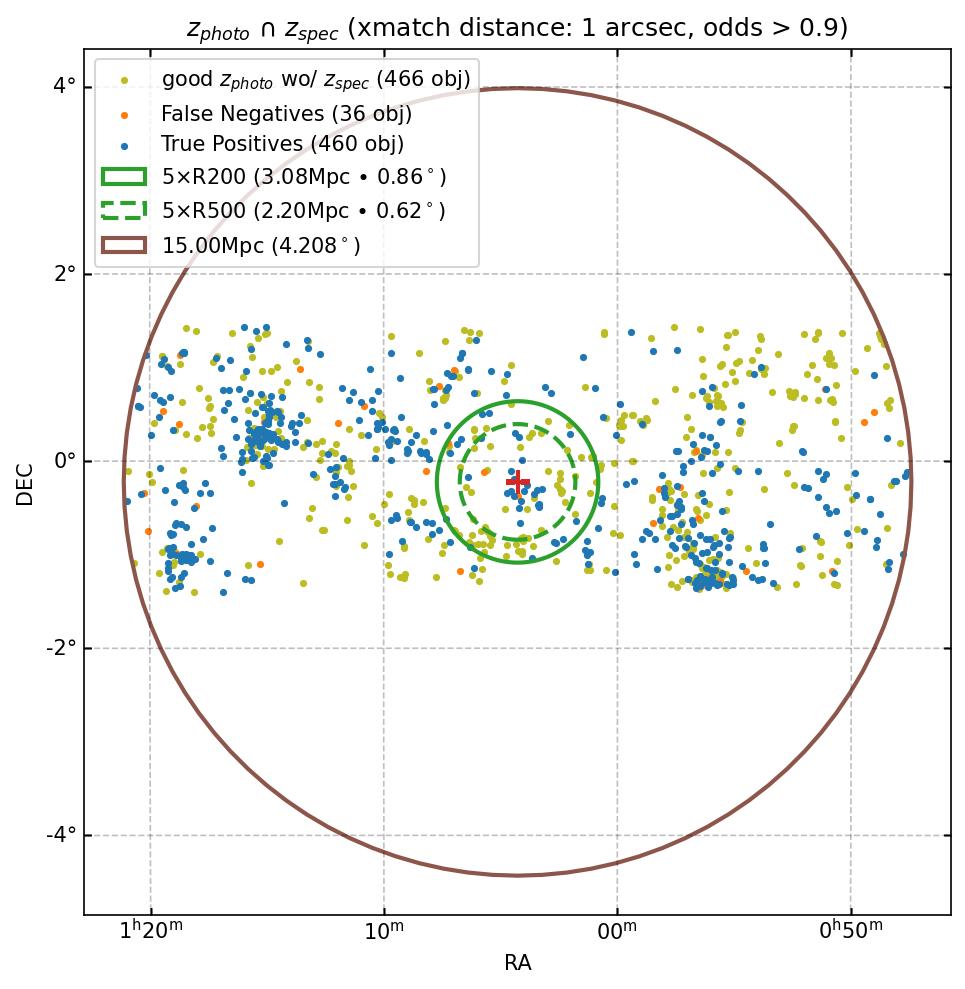 z_photo ∩ z_spec (xmatch distance: 1 arcsec, odds > 0.9)
good z_photo wo/ z_spec (466 obj)
False Negatives (36 obj)
True Positives (460 obj)
5×R200 (3.08Mpc • 0.86°)
5×R500 (2.20Mpc • 0.62°)
15.00Mpc (4.208°)
4°
2°
0°
-2°
-4°
DEC
1h20m 10m 00m 0h50m
RA